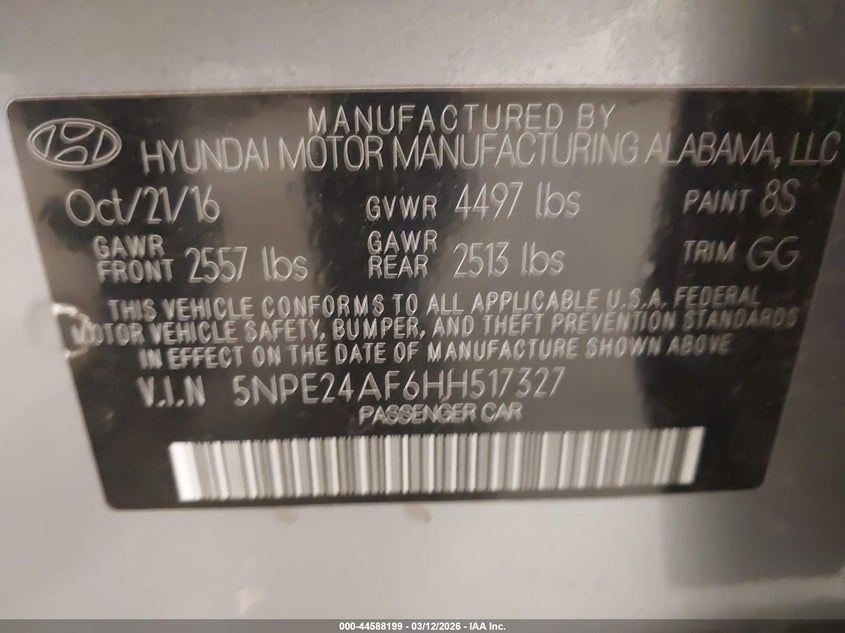 MANUFACTURED BY
HYUNDAI MOTOR MANUFACTURING ALABAMA, LLC
Oct/21/16 GVWR 4497 lbs PAINT 8S
GAWR FRONT 2557 lbs GAWR REAR 2513 lbs TRIM GG
THIS VEHICLE CONFORMS TO ALL APPLICABLE U.S.A. FEDERAL
MOTOR VEHICLE SAFETY, BUMPER, AND THEFT PREVENTION STANDARDS
IN EFFECT ON THE DATE OF MANUFACTURE SHOWN ABOVE
V.I.N 5NPE24AF6HH517327
PASSENGER CAR
000-44588199 - 03/12/2026 - IAA Inc.